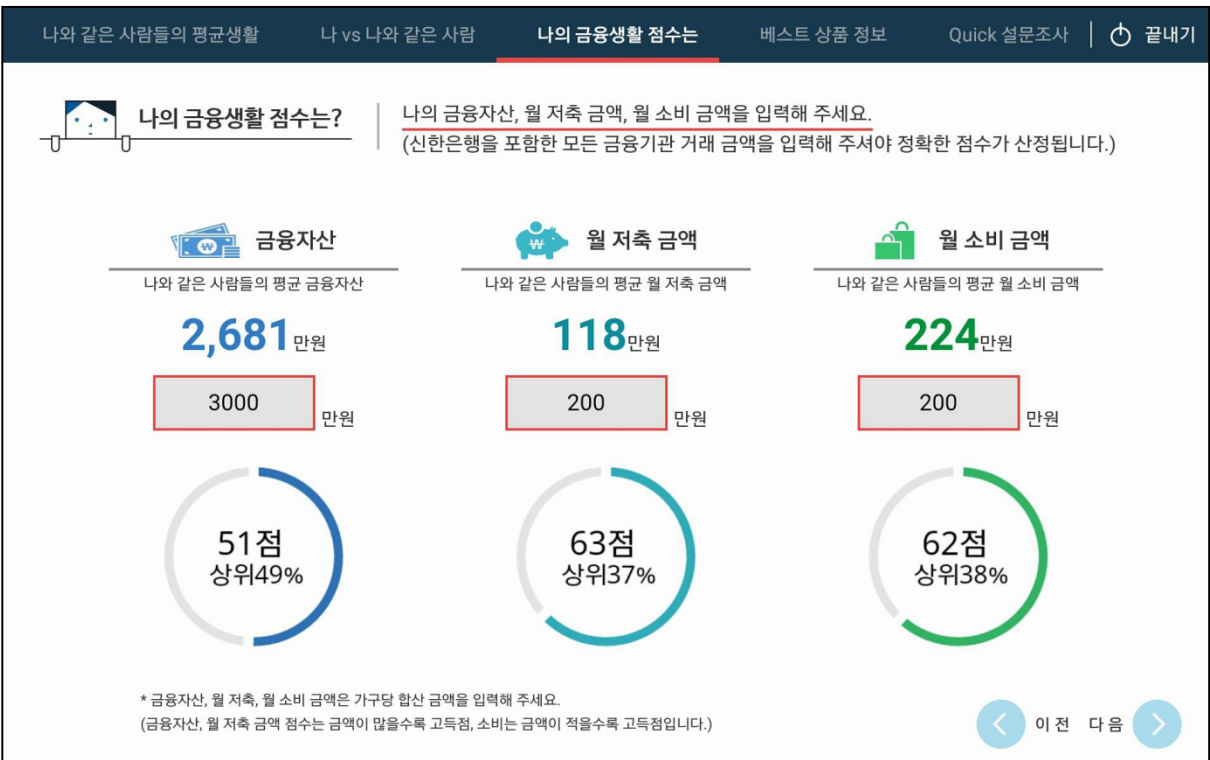 나와 같은 사람들의 평균생활 나 vs 나와 같은 사람 나의 금융생활 점수는 베스트 상품 정보 Quick 설문조사 끝내기
나의 금융생활 점수는?
나의 금융자산, 월 저축 금액, 월 소비 금액을 입력해 주세요.
(신한은행을 포함한 모든 금융기관 거래 금액을 입력해 주셔야 정확한 점수가 산정됩니다.)
금융자산
나와 같은 사람들의 평균 금융자산
2,681만원
3000 만원
51점
상위49%
월 저축 금액
나와 같은 사람들의 평균 월 저축 금액
118만원
200 만원
63점
상위37%
월 소비 금액
나와 같은 사람들의 평균 월 소비 금액
224만원
200 만원
62점
상위38%
* 금융자산, 월 저축, 월 소비 금액은 가구당 합산 금액을 입력해 주세요.
(금융자산, 월 저축 금액 점수는 금액이 많을수록 고득점, 소비는 금액이 적을수록 고득점입니다.)
이전 다음